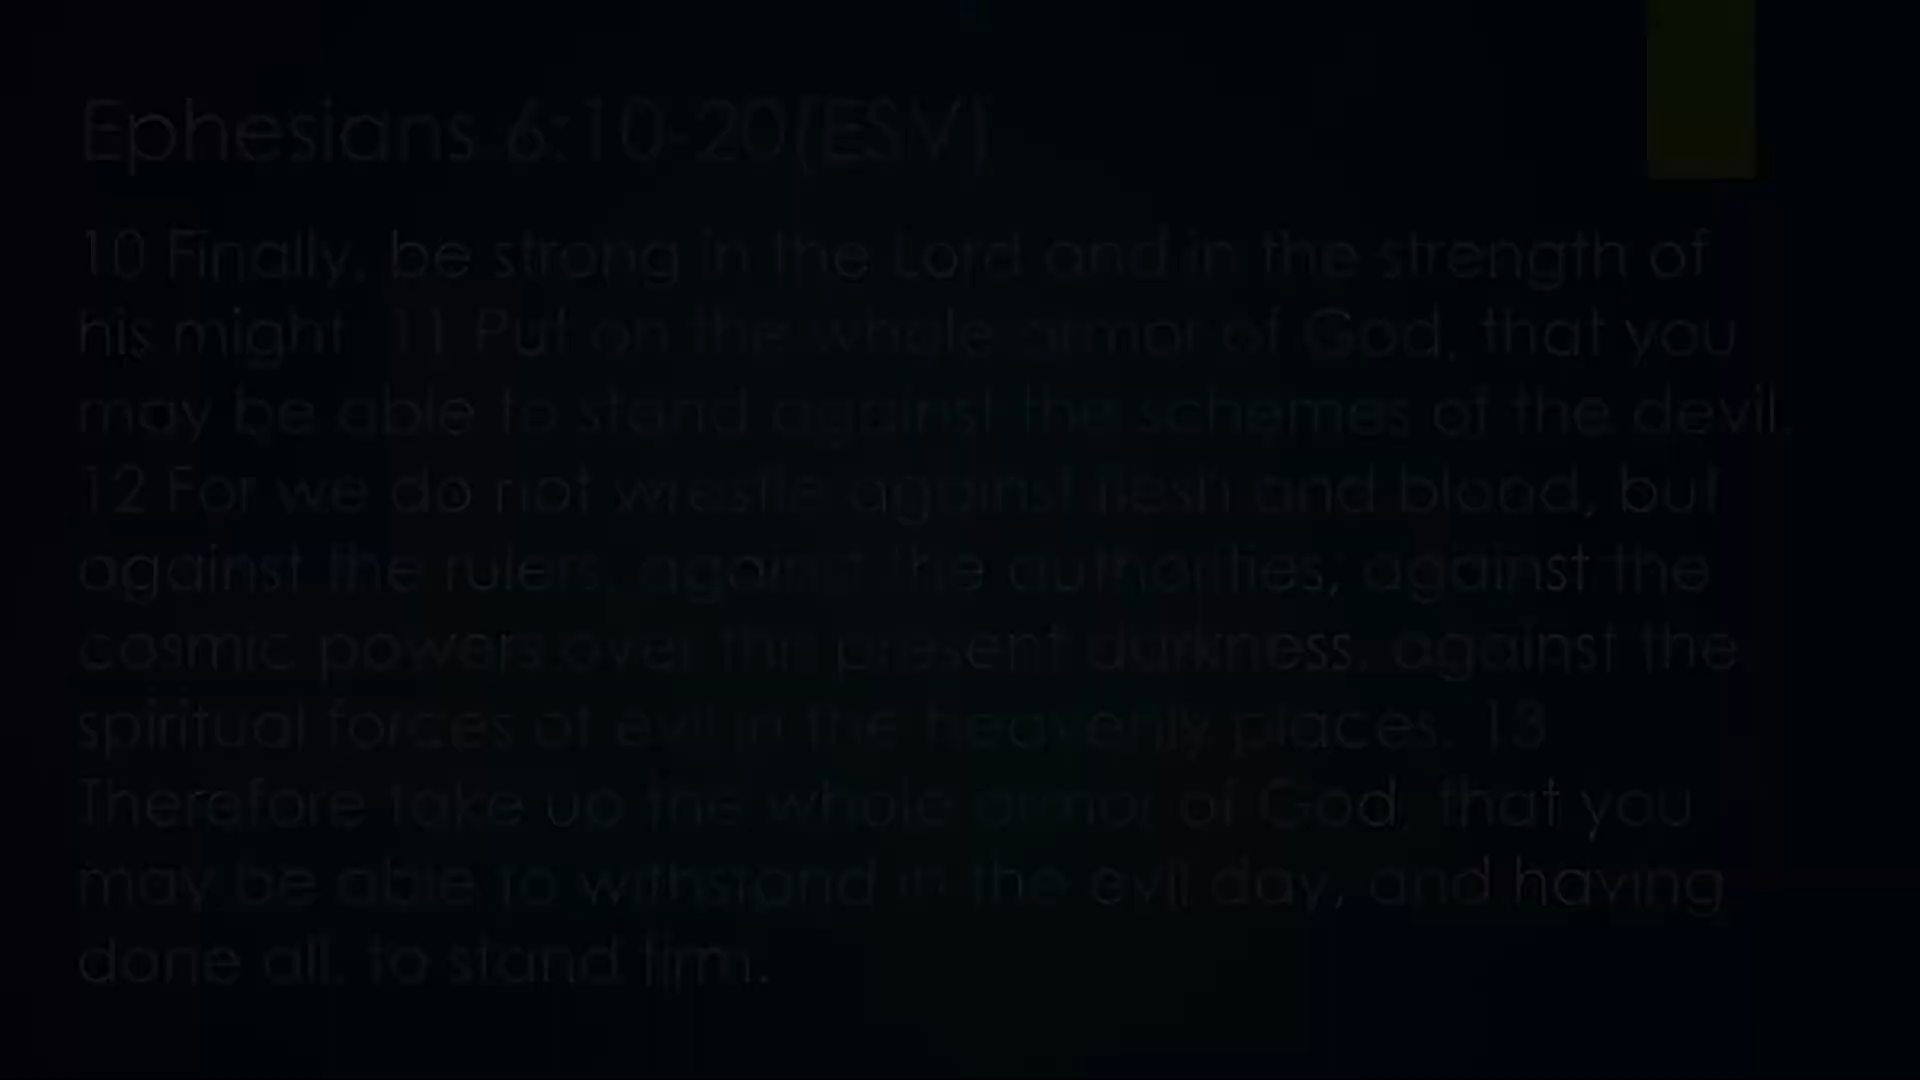 Ephesians 6:10-20(ESV)
10 Finally, be strong in the Lord and in the strength of
his might. 11 Put on the whole armor of God, that you
may be able to stand against the schemes of the devil.
12 For we do not wrestle against flesh and blood, but
against the rulers, against the authorities, against the
cosmic powers over this present darkness, against the
spiritual forces of evil in the heavenly places. 13
Therefore take up the whole armor of God, that you
may be able to withstand in the evil day, and having
done all, to stand firm.